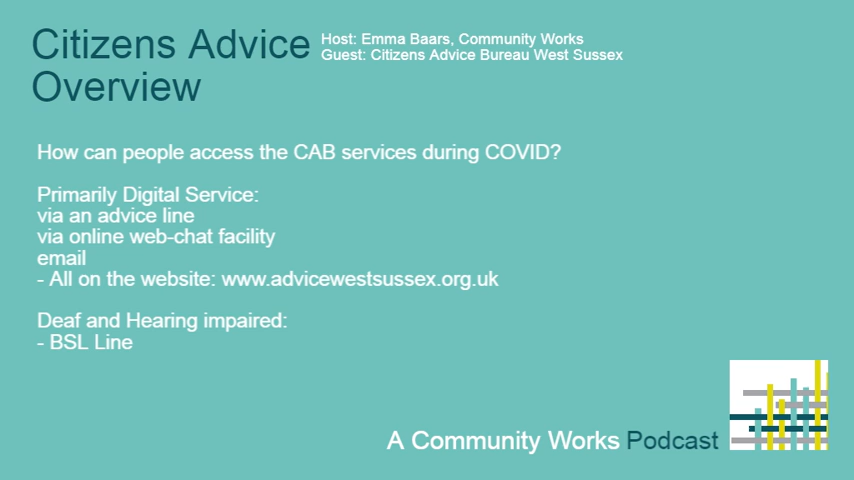 Citizens Advice
Overview
Host: Emma Baars, Community Works
Guest: Citizens Advice Bureau West Sussex
How can people access the CAB services during COVID?
Primarily Digital Service:
via an advice line
via online web-chat facility
email
- All on the website: www.advicewestsussex.org.uk
Deaf and Hearing impaired:
- BSL Line
A Community Works Podcast